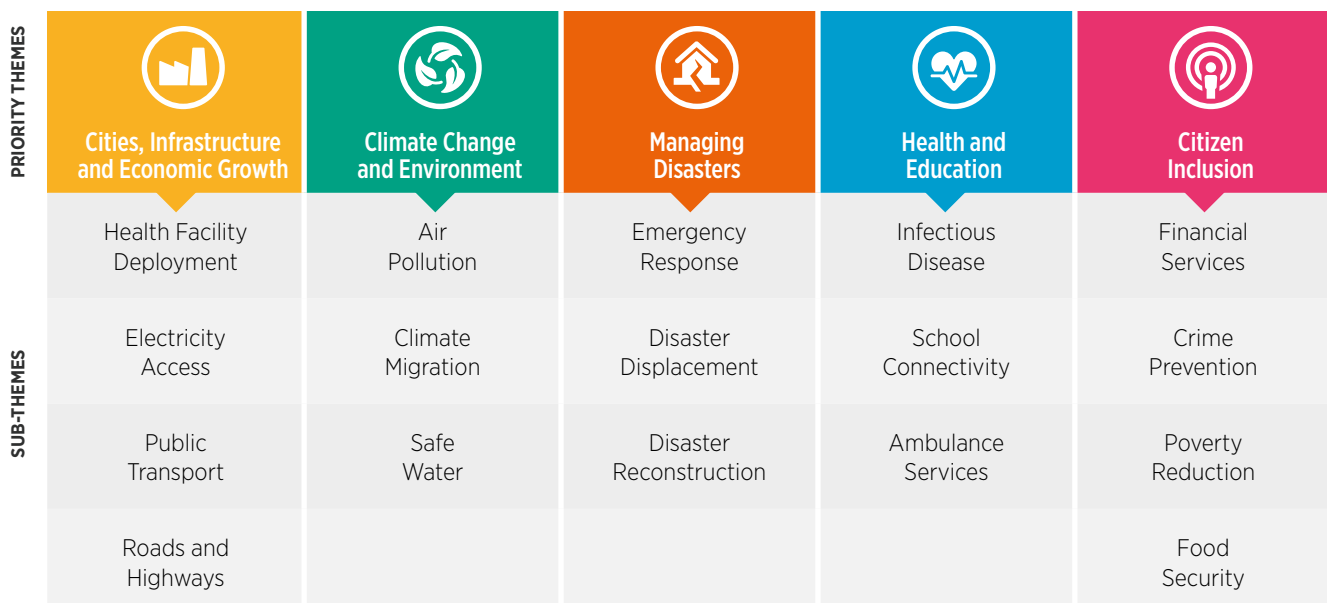 PRIORITY THEMES
Cities, Infrastructure
and Economic Growth
Climate Change
and Environment
Managing
Disasters
Health and
Education
Citizen
Inclusion
SUB-THEMES
Health Facility
Deployment
Air
Pollution
Emergency
Response
Infectious
Disease
Financial
Services
Electricity
Access
Climate
Migration
Disaster
Displacement
School
Connectivity
Crime
Prevention
Public
Transport
Safe
Water
Disaster
Reconstruction
Ambulance
Services
Poverty
Reduction
Roads and
Highways
Food
Security